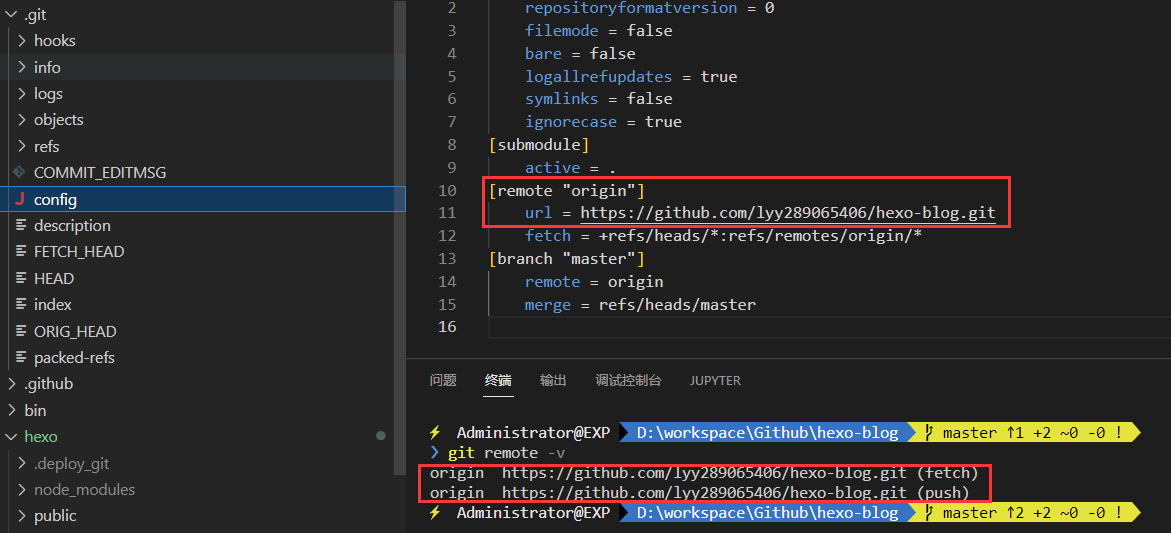 .git
hooks
info
logs
objects
refs
COMMIT_EDITMSG
config
description
FETCH_HEAD
HEAD
index
ORIG_HEAD
packed-refs
.github
bin
hexo
.deploy_git
node_modules
public
2 repositoryformatversion = 0
3 filemode = false
4 bare = false
5 logallrefupdates = true
6 symlinks = false
7 ignorecase = true
8 [submodule]
9 active = .
10 [remote "origin"]
11 url = https://github.com/lyy289065406/hexo-blog.git
12 fetch = +refs/heads/*:refs/remotes/origin/*
13 [branch "master"]
14 remote = origin
15 merge = refs/heads/master
16
问题 终端 输出 调试控制台 JUPYTER
Administrator@EXP D:\workspace\Github\hexo-blog master ↑1 +2 ~0 -0 !
❯ git remote -v
origin https://github.com/lyy289065406/hexo-blog.git (fetch)
origin https://github.com/lyy289065406/hexo-blog.git (push)
Administrator@EXP D:\workspace\Github\hexo-blog master ↑2 +2 ~0 -0 !